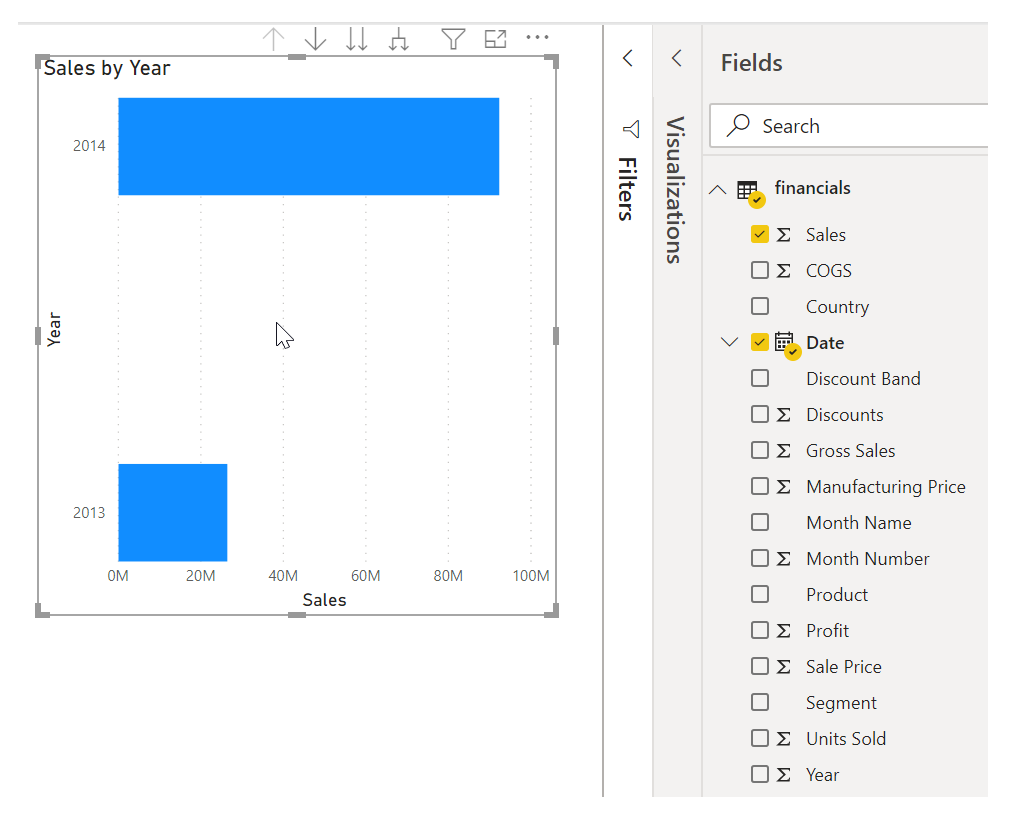 Sales by Year
2014
Year
2013
0M 20M 40M 60M 80M 100M
Sales
Filters
Visualizations
Fields
Search
financials
Sales
COGS
Country
Date
Discount Band
Discounts
Gross Sales
Manufacturing Price
Month Name
Month Number
Product
Profit
Sale Price
Segment
Units Sold
Year